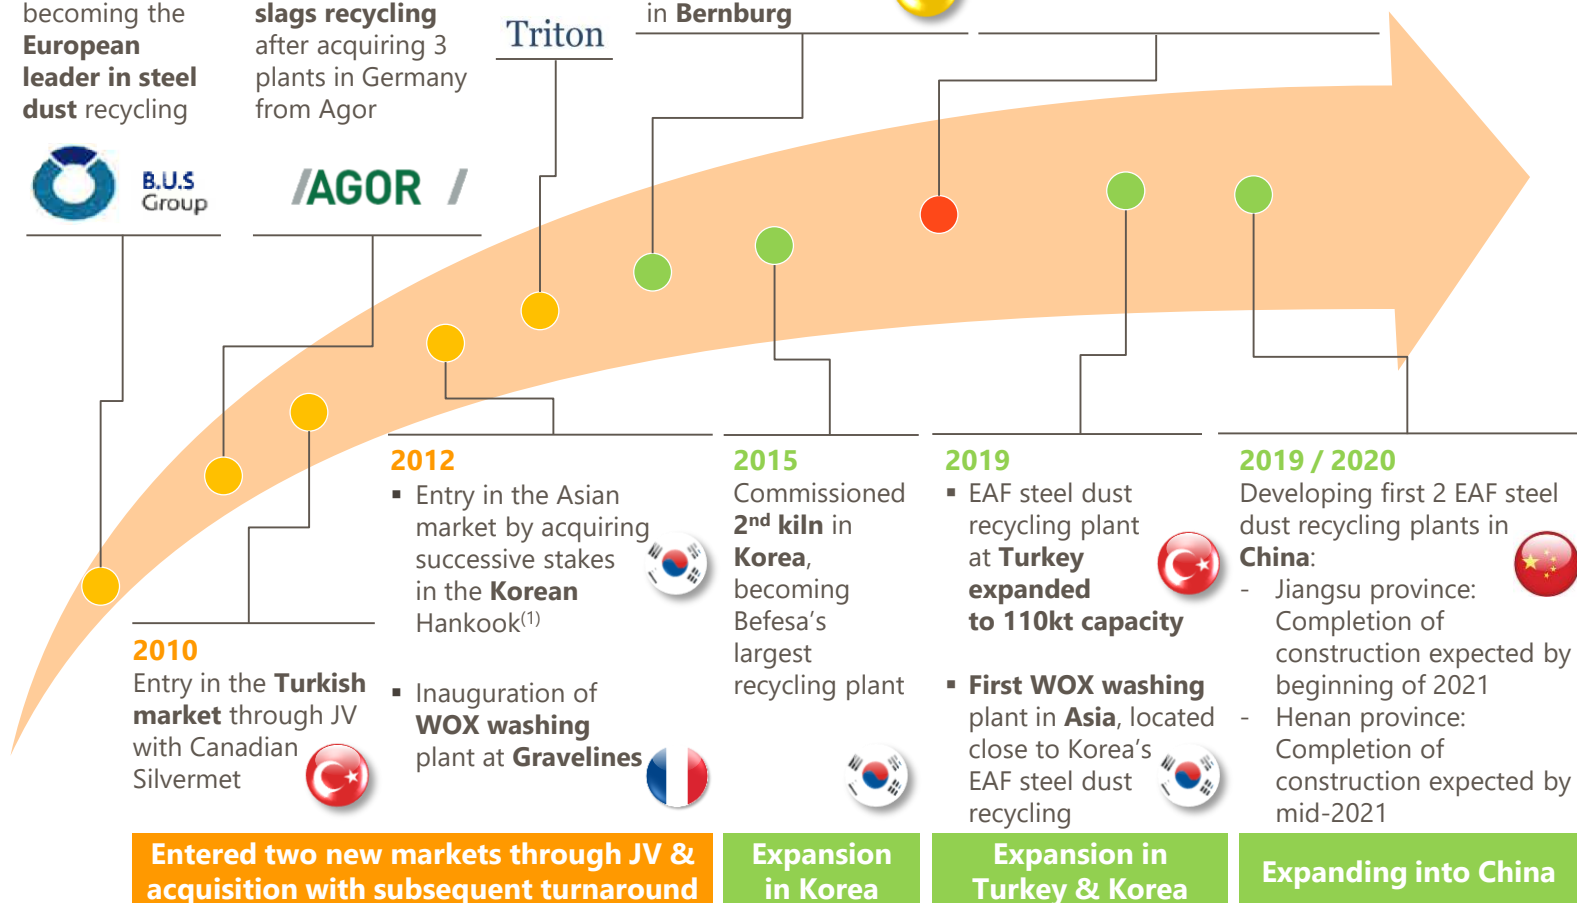 becoming the
European
leader in steel
dust recycling
slags recycling
after acquiring 3
plants in Germany
from Agor
Triton
in Bernburg
B.U.S
Group
/AGOR /
2010
Entry in the Turkish
market through JV
with Canadian
Silvermet
2012
▪ Entry in the Asian
market by acquiring
successive stakes
in the Korean
Hankook(1)
▪ Inauguration of
WOX washing
plant at Gravelines
2015
Commissioned
2nd kiln in
Korea,
becoming
Befesa's
largest
recycling plant
2019
▪ EAF steel dust
recycling plant
at Turkey
expanded
to 110kt capacity
▪ First WOX washing
plant in Asia, located
close to Korea's
EAF steel dust
recycling
2019 / 2020
Developing first 2 EAF steel
dust recycling plants in
China:
- Jiangsu province:
Completion of
construction expected by
beginning of 2021
- Henan province:
Completion of
construction expected by
mid-2021
Entered two new markets through JV &
acquisition with subsequent turnaround
Expansion
in Korea
Expansion in
Turkey & Korea
Expanding into China